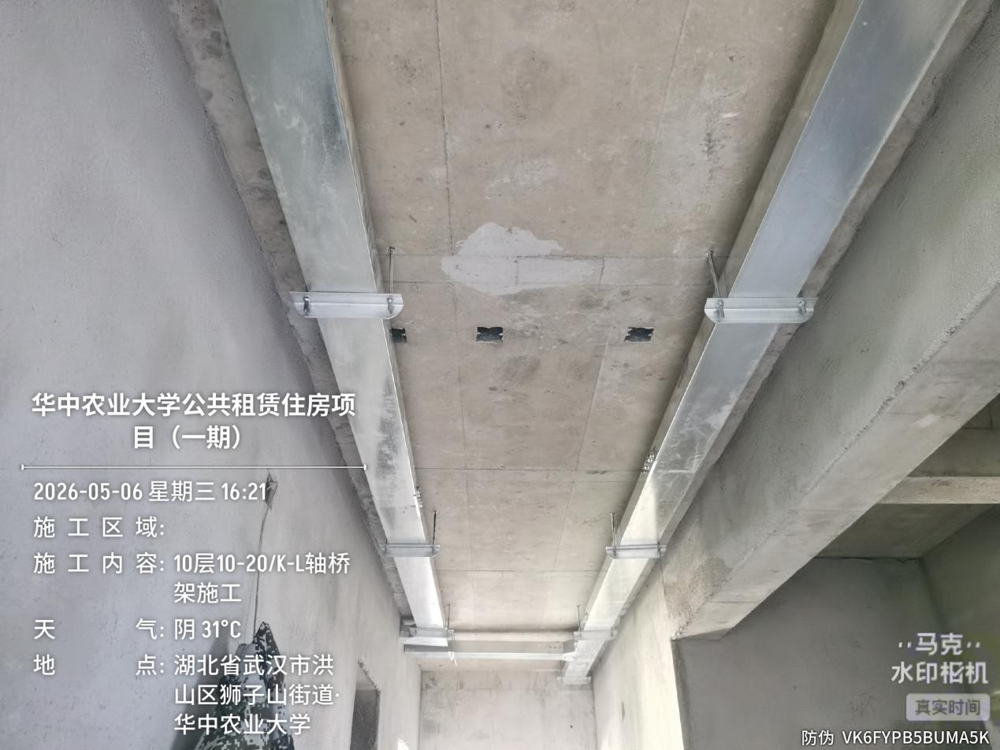 华中农业大学公共租赁住房项
目（一期）
2026-05-06 星期三 16:21
施工区域:
施工内容: 10层10-20/K-L轴桥
架施工
天气: 阴 31°C
地点: 湖北省武汉市洪
山区狮子山街道·
华中农业大学
马克
水印相机
真实时间
防伪 VK6FYPB5BUMA5K